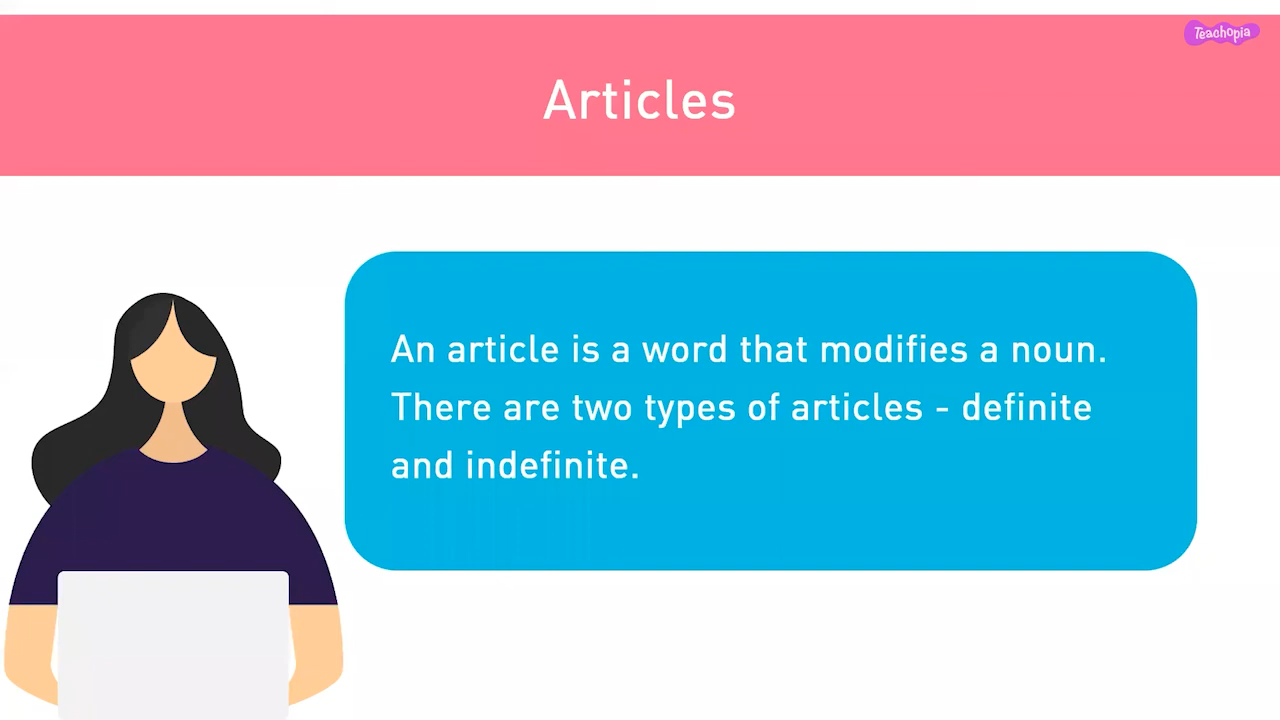 Teachopia
Articles
An article is a word that modifies a noun.
There are two types of articles - definite
and indefinite.